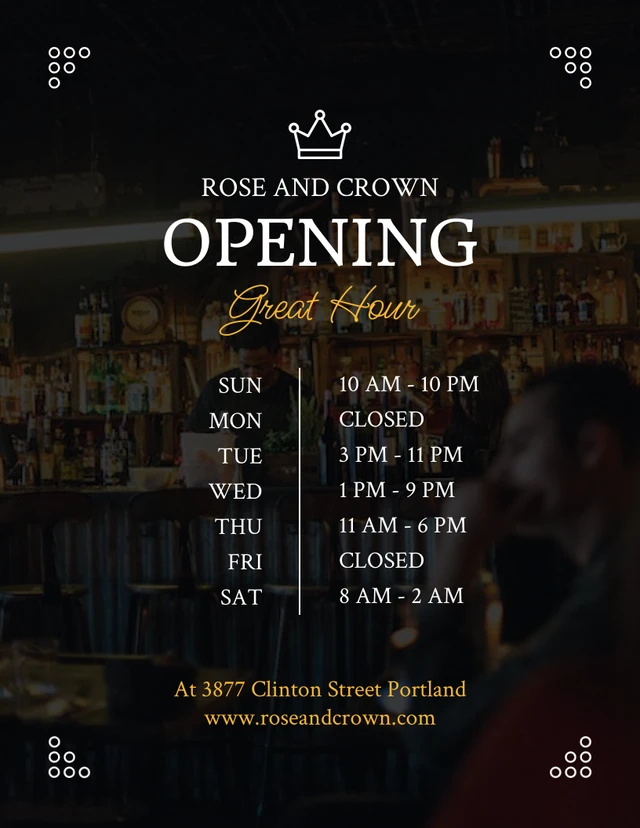 ROSE AND CROWN
OPENING
Great Hour
SUN 10 AM - 10 PM
MON CLOSED
TUE 3 PM - 11 PM
WED 1 PM - 9 PM
THU 11 AM - 6 PM
FRI CLOSED
SAT 8 AM - 2 AM
At 3877 Clinton Street Portland
www.roseandcrown.com